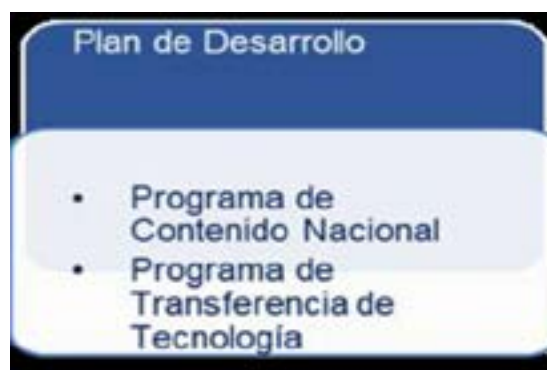 Plan de Desarrollo
• Programa de
Contenido Nacional
• Programa de
Transferencia de
Tecnología